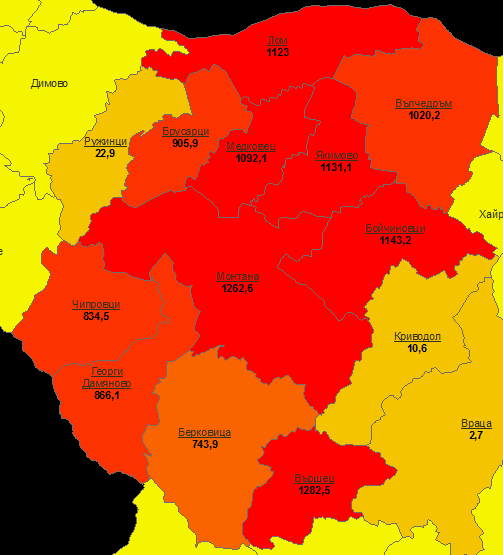 Лом
1123
Димово
Вълчедръм
1020,2
Брусарци
905,9
Ружинци
22,9
Медковец
1092,1
Якимово
1131,1
Хайр
Бойчиновци
1143,2
е
Монтана
1262,6
Чипровци
834,5
Криводол
10,6
Георги
Дамяново
866,1
Враца
2,7
Берковица
743,9
Вършец
1282,5